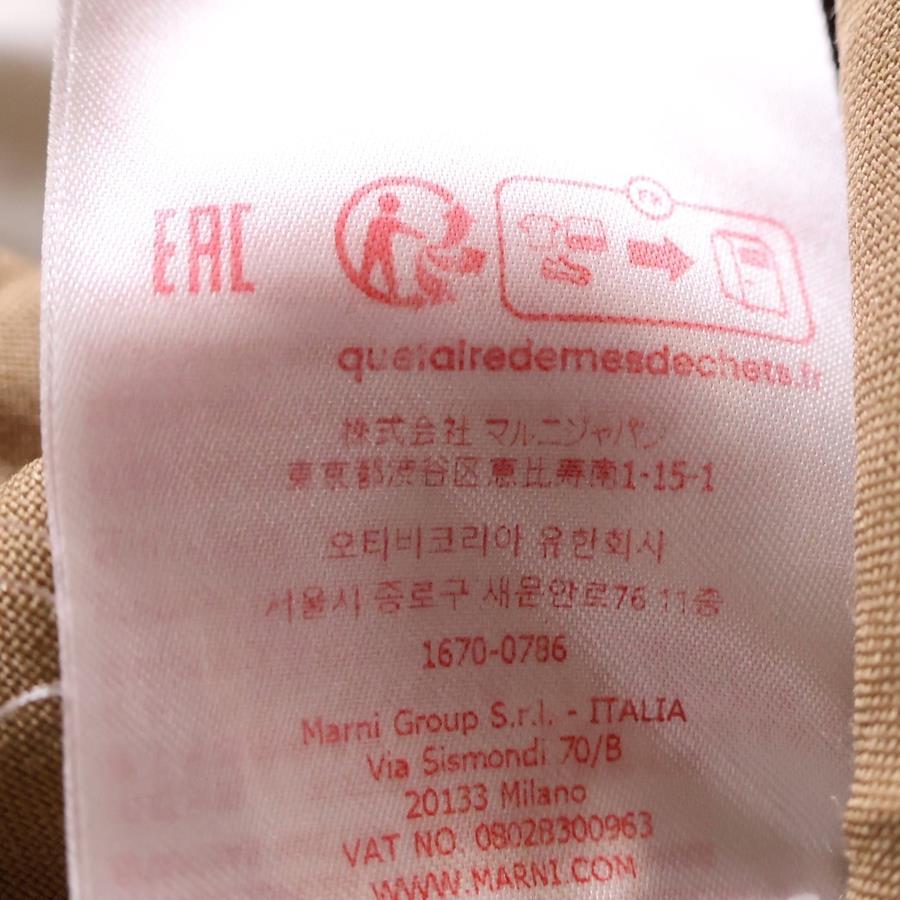 EAC
FR
quefairedemesdechets.fr
株式会社 マルニジャパン
東京都渋谷区恵比寿南1-15-1
오티비코리아 유한회사
서울시 종로구 새문안로76 11층
1670-0786
Marni Group S.r.l. - ITALIA
Via Sismondi 70/B
20133 Milano
VAT NO. 08028300963
WWW.MARNI.COM